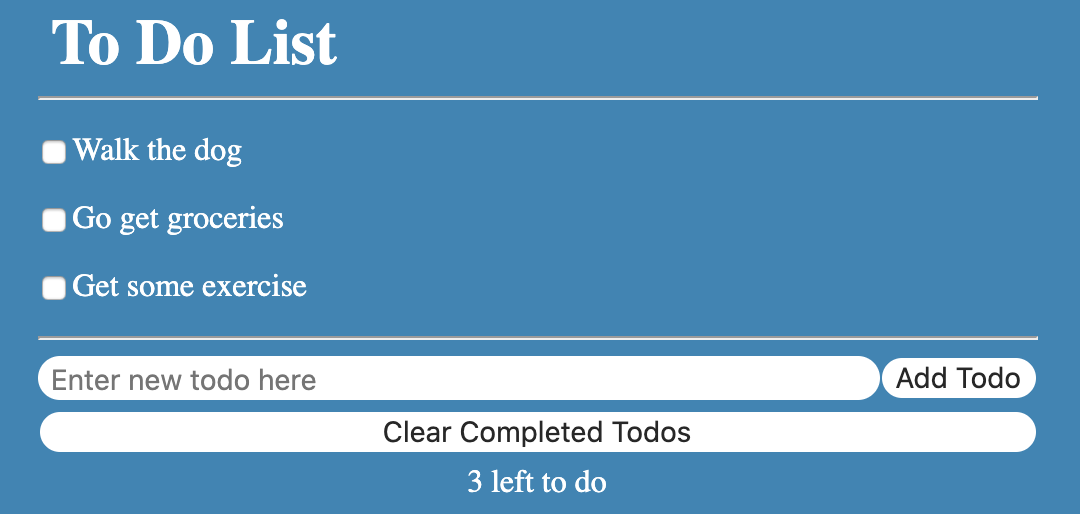 To Do List
Walk the dog
Go get groceries
Get some exercise
Enter new todo here
Add Todo
Clear Completed Todos
3 left to do